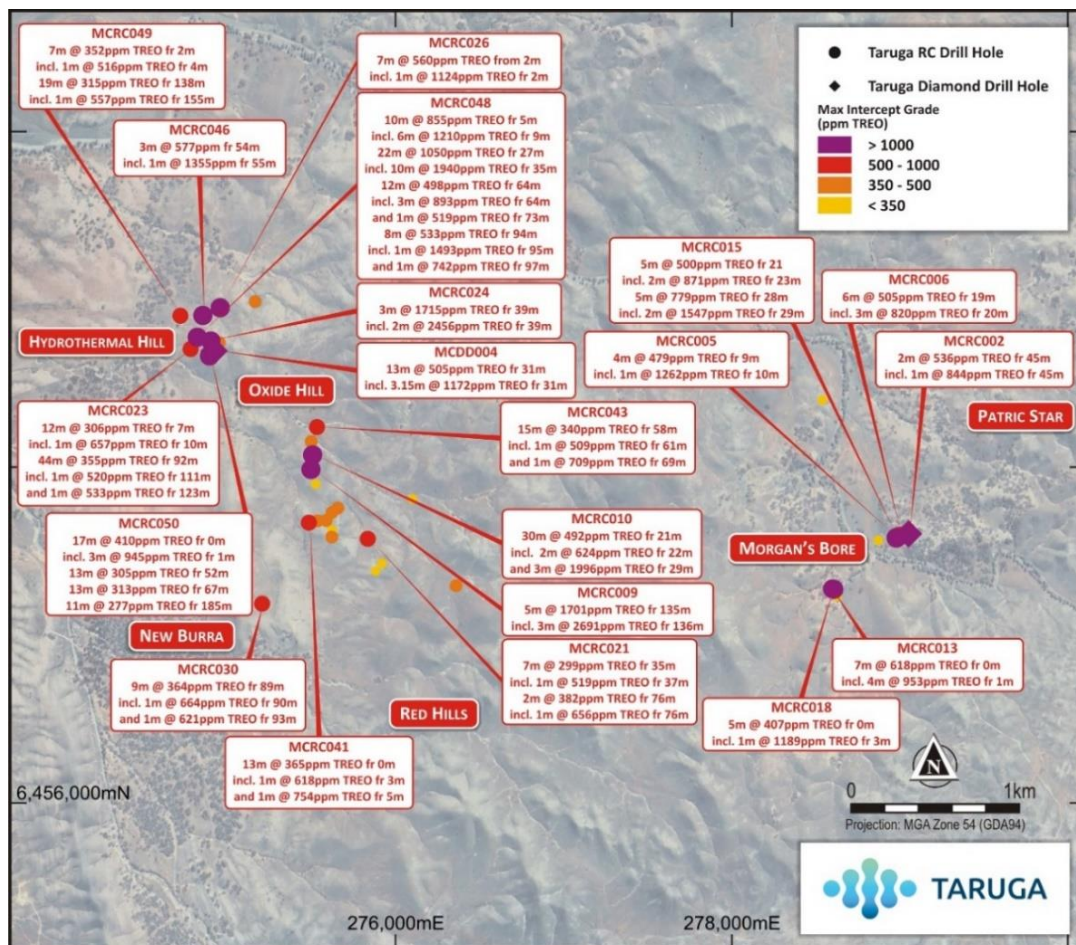 MCRC049
7m @ 352ppm TREO fr 2m
incl. 1m @ 516ppm TREO fr 4m
19m @ 315ppm TREO fr 138m
incl. 1m @ 557ppm TREO fr 155m
MCRC026
7m @ 560ppm TREO from 2m
incl. 1m @ 1124ppm TREO fr 2m
Taruga RC Drill Hole
Taruga Diamond Drill Hole
Max Intercept Grade
(ppm TREO)
> 1000
500 - 1000
350 - 500
< 350
MCRC046
3m @ 577ppm fr 54m
incl. 1m @ 1355ppm fr 55m
MCRC048
10m @ 855ppm fr 5m
incl. 6m @ 1210ppm fr 9m
22m @ 1050ppm fr 27m
incl. 10m @ 1940ppm fr 35m
12m @ 498ppm fr 64m
incl. 3m @ 893ppm fr 64m
and 1m @ 519ppm TREO fr 73m
8m @ 533ppm fr 94m
incl. 1m @ 1493ppm TREO fr 95m
and 1m @ 742ppm TREO fr 97m
MCRC024
3m @ 1715ppm TREO fr 39m
incl. 2m @ 2456ppm TREO fr 39m
MCDD004
13m @ 505ppm TREO fr 31m
incl. 3.15m @ 1172ppm TREO fr 31m
MCRC015
5m @ 500ppm TREO fr 21
incl. 2m @ 871ppm TREO fr 23m
5m @ 779ppm TREO fr 28m
incl. 2m @ 1547ppm TREO fr 29m
MCRC006
6m @ 505ppm TREO fr 19m
incl. 3m @ 820ppm TREO fr 20m
MCRC005
4m @ 479ppm TREO fr 9m
incl. 1m @ 1262ppm TREO fr 10m
MCRC002
2m @ 536ppm TREO fr 45m
incl. 1m @ 844ppm TREO fr 45m
HYDROTHERMAL HILL
OXIDE HILL
PATRIC STAR
MCRC023
12m @ 306ppm TREO fr 7m
incl. 1m @ 657ppm TREO fr 10m
44m @ 355ppm TREO fr 92m
incl. 1m @ 520ppm TREO fr 111m
and 1m @ 533ppm TREO fr 123m
MCRC043
15m @ 340ppm TREO fr 58m
incl. 1m @ 509ppm TREO fr 61m
and 1m @ 709ppm TREO fr 69m
MCRC050
17m @ 410ppm TREO fr 0m
incl. 3m @ 945ppm TREO fr 1m
13m @ 305ppm TREO fr 52m
13m @ 313ppm TREO fr 67m
11m @ 277ppm TREO fr 185m
MCRC010
30m @ 492ppm TREO fr 21m
incl. 2m @ 624ppm TREO fr 22m
and 3m @ 1996ppm TREO fr 29m
MORGAN'S BORE
MCRC009
5m @ 1701ppm TREO fr 135m
incl. 3m @ 2691ppm TREO fr 136m
NEW BURRA
MCRC021
7m @ 299ppm TREO fr 35m
incl. 1m @ 519ppm TREO fr 37m
2m @ 382ppm TREO fr 76m
incl. 1m @ 656ppm TREO fr 76m
MCRC030
9m @ 364ppm TREO fr 89m
incl. 1m @ 664ppm TREO fr 90m
and 1m @ 621ppm TREO fr 93m
RED HILLS
MCRC013
7m @ 618ppm TREO fr 0m
incl. 4m @ 953ppm TREO fr 1m
MCRC018
5m @ 407ppm TREO fr 0m
incl. 1m @ 1189ppm TREO fr 3m
MCRC041
13m @ 365ppm TREO fr 0m
incl. 1m @ 618ppm TREO fr 3m
and 1m @ 754ppm TREO fr 5m
N
0 1km
Projection: MGA Zone 54 (GDA94)
6,456,000mN
276,000mE
278,000mE
TARUGA